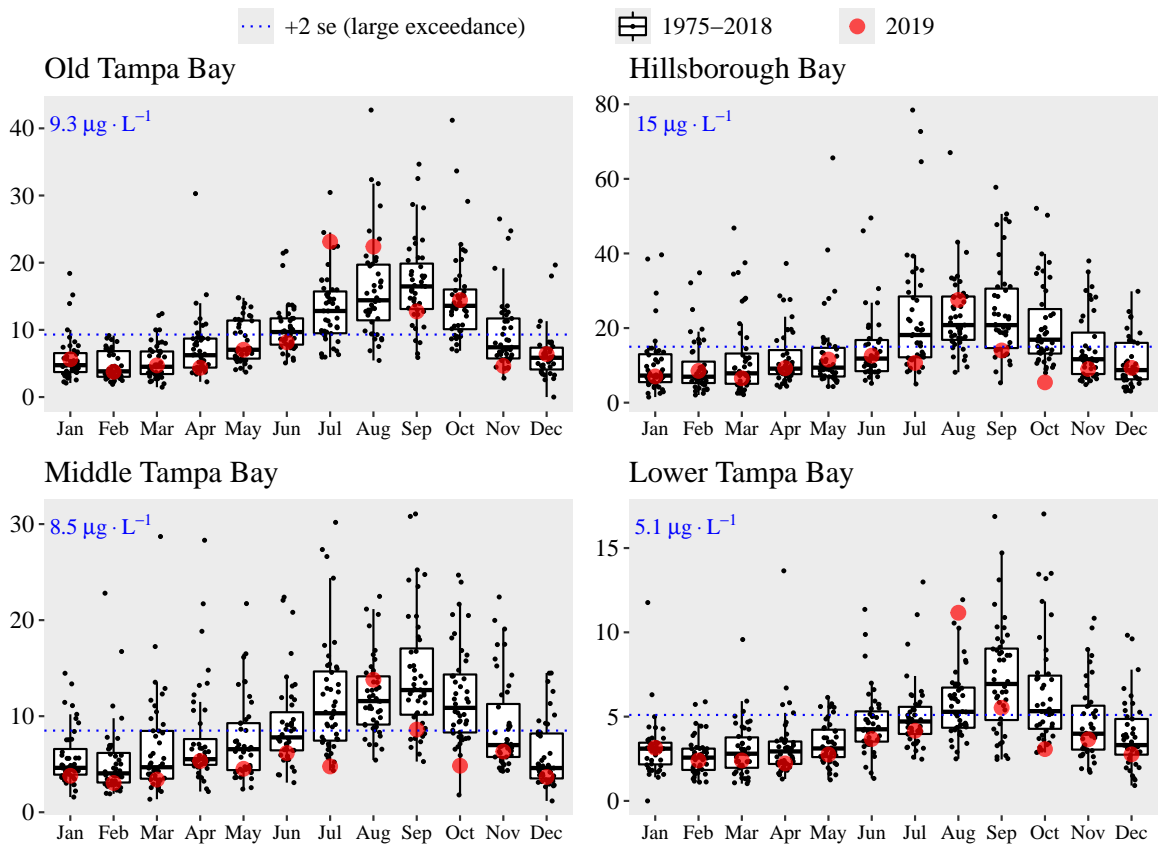 +2 se (large exceedance) 1975−2018 2019
Old Tampa Bay
9.3 μg · L⁻¹
40
30
20
10
0
Jan Feb Mar Apr May Jun Jul Aug Sep Oct Nov Dec
Hillsborough Bay
15 μg · L⁻¹
80
60
40
20
0
Jan Feb Mar Apr May Jun Jul Aug Sep Oct Nov Dec
Middle Tampa Bay
8.5 μg · L⁻¹
30
20
10
0
Jan Feb Mar Apr May Jun Jul Aug Sep Oct Nov Dec
Lower Tampa Bay
5.1 μg · L⁻¹
15
10
5
0
Jan Feb Mar Apr May Jun Jul Aug Sep Oct Nov Dec